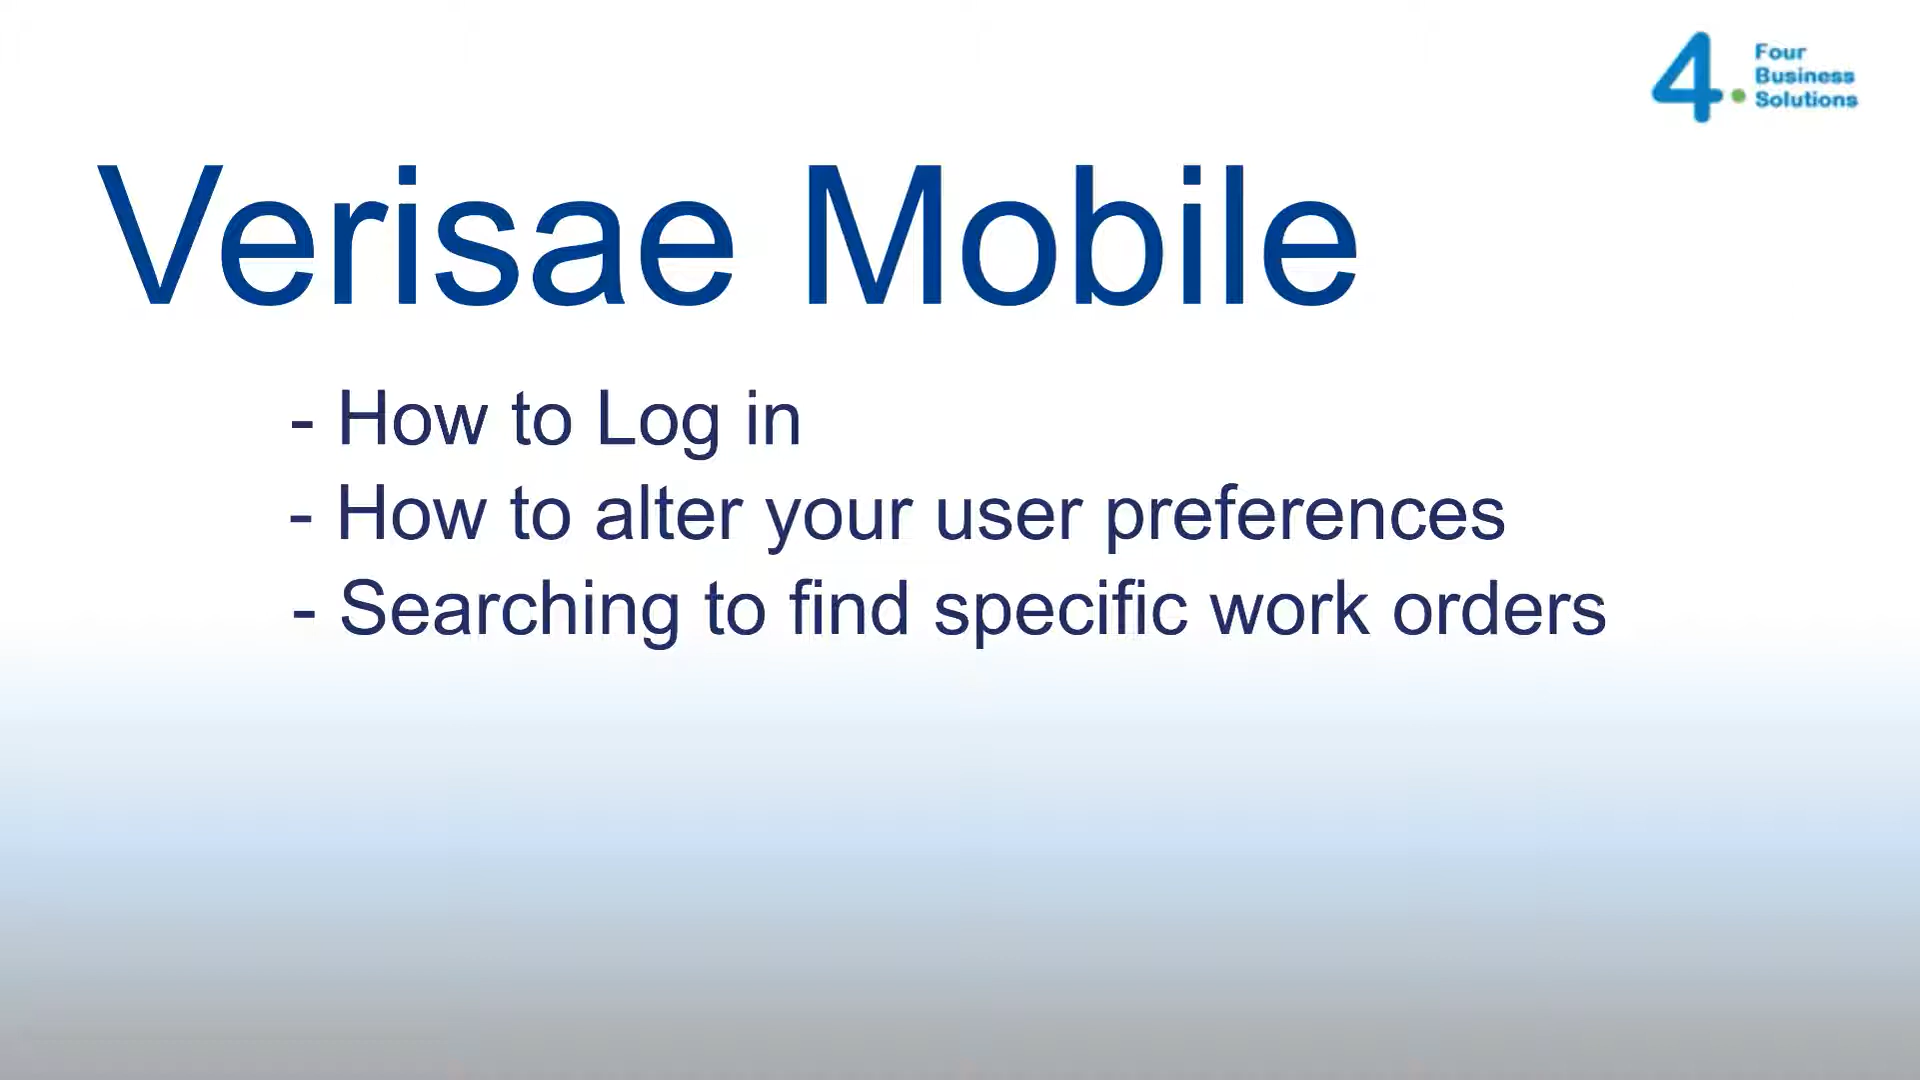 4. Four
Business
Solutions
Verisae Mobile
- How to Log in
- How to alter your user preferences
- Searching to find specific work orders